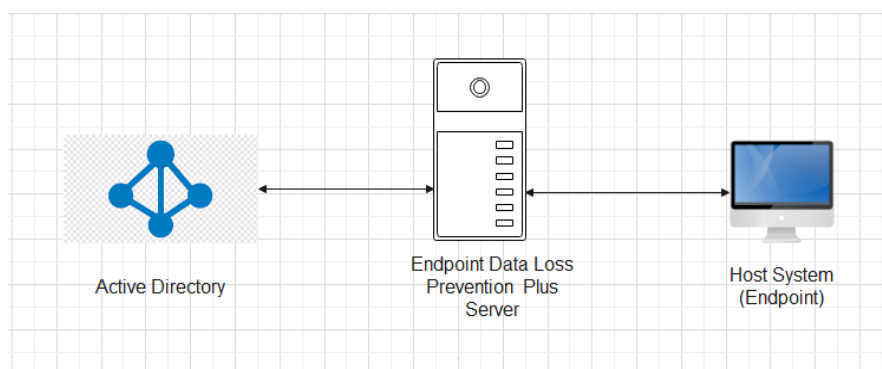 Active Directory
Endpoint Data Loss
Prevention Plus
Server
Host System
(Endpoint)